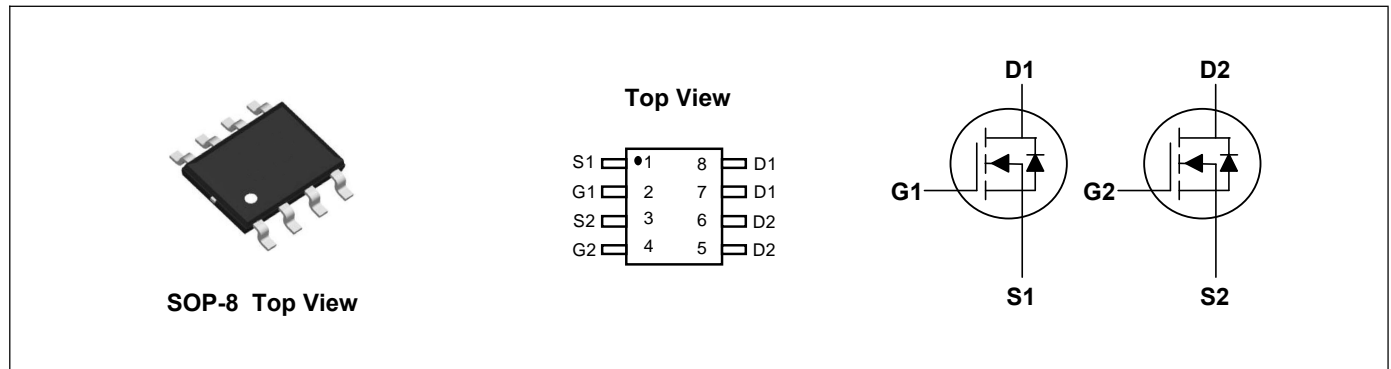 SOP-8 Top View
Top View
S1 1 8 D1
G1 2 7 D1
S2 3 6 D2
G2 4 5 D2
D1 D2
G1 G2
S1 S2